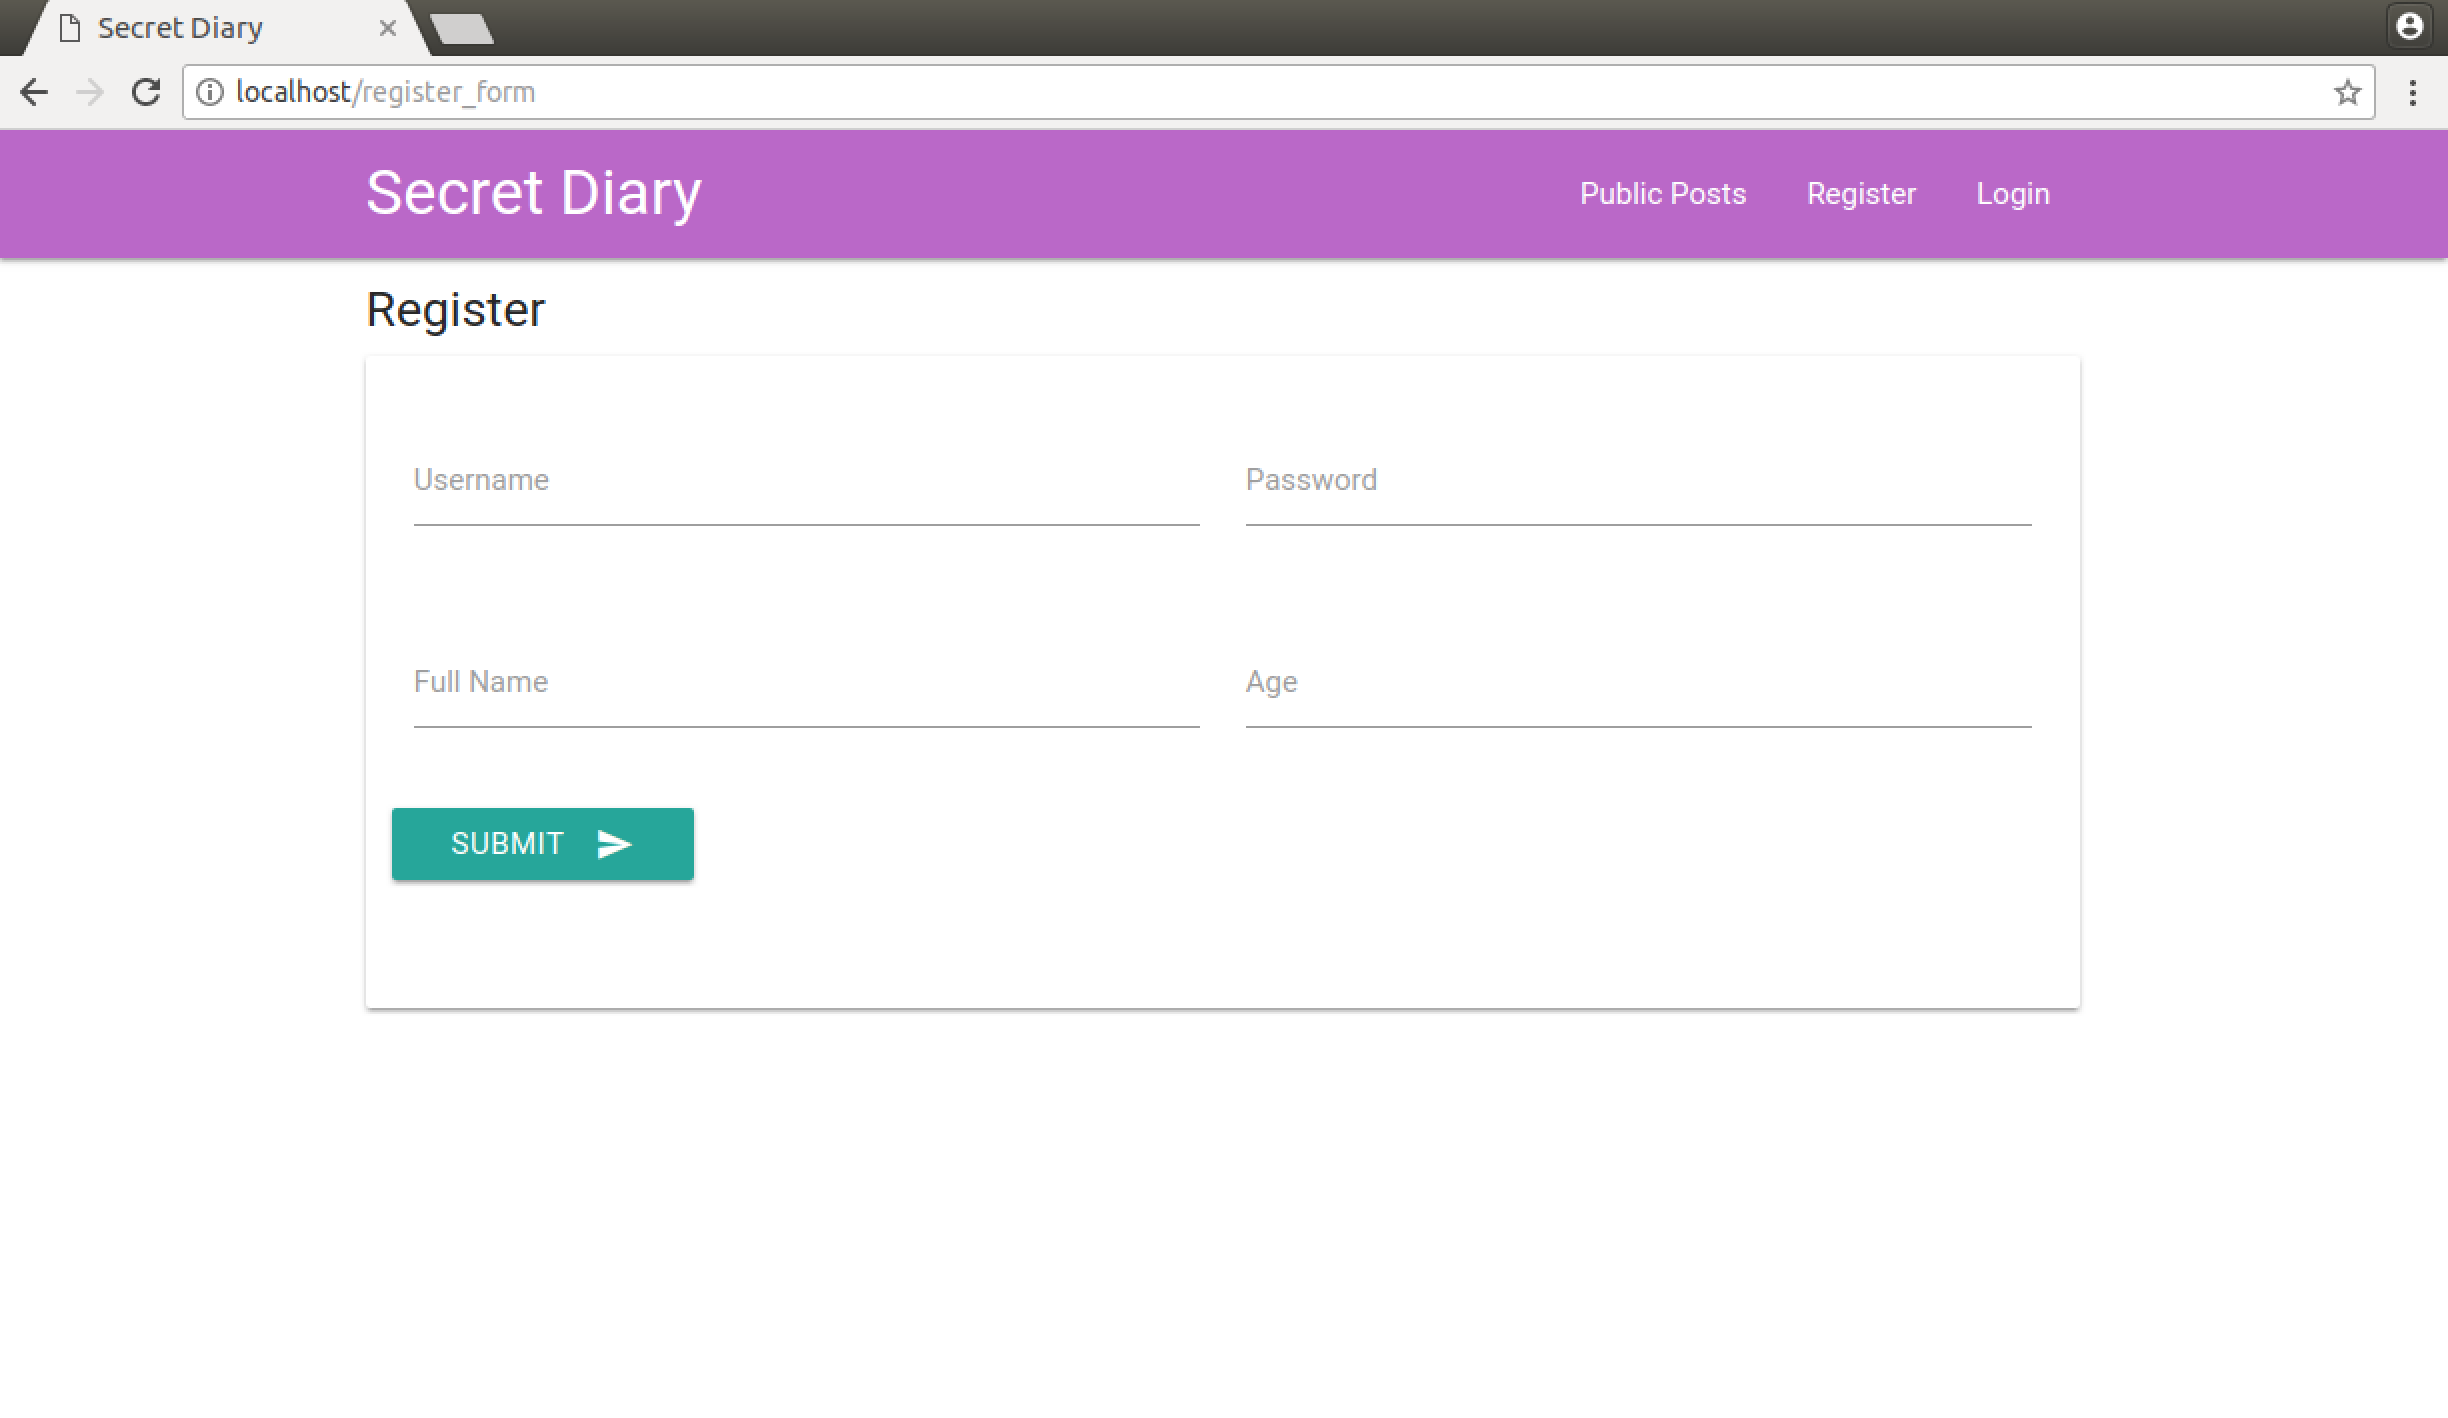 Secret Diary
localhost/register_form
Secret Diary Public Posts Register Login
Register
Username Password
Full Name Age
SUBMIT